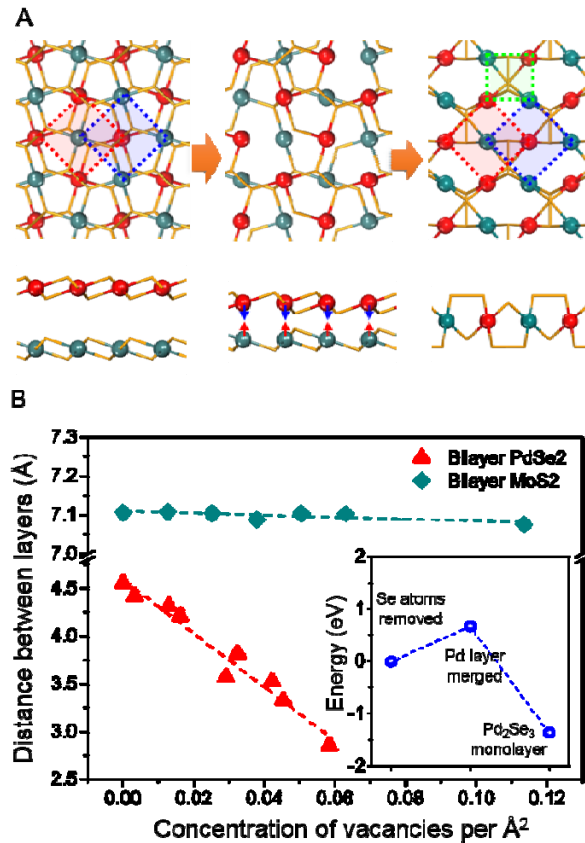 A
B
7.3
7.2
7.1
7.0
4.5
4.0
3.5
3.0
2.5
Distance between layers (Å)
Bilayer PdSe2
Bilayer MoS2
2
1
0
-1
-2
Energy (eV)
Se atoms
removed
Pd layer
merged
Pd₂Se₃
monolayer
0.00 0.02 0.04 0.06 0.08 0.10 0.12
Concentration of vacancies per Å²